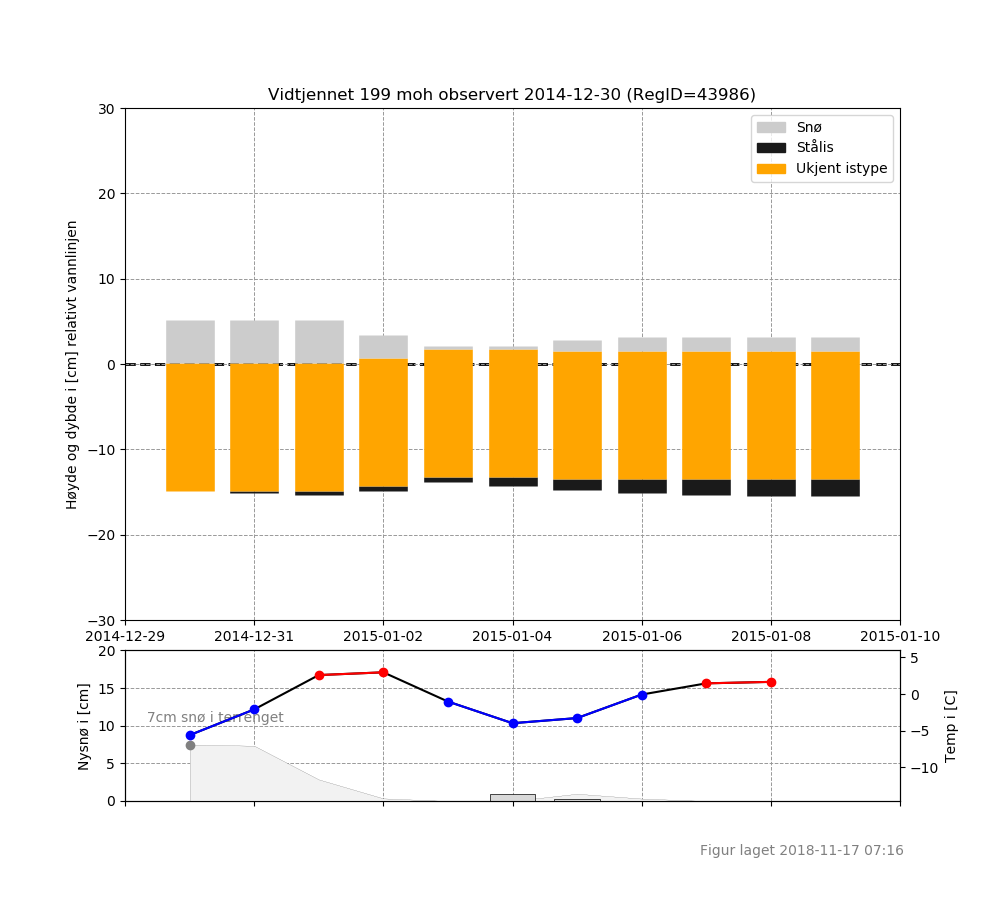 Vidtjennet 199 moh observert 2014-12-30 (RegID=43986)
30
20
10
0
−10
−20
−30
Høyde og dybde i [cm] relativt vannlinjen
Snø
Stålis
Ukjent istype
2014-12-29 2014-12-31 2015-01-02 2015-01-04 2015-01-06 2015-01-08 2015-01-10
20
15
10
5
0
Nysnø i [cm]
7cm snø i terrenget
5
0
−5
−10
Temp i [C]
Figur laget 2018-11-17 07:16